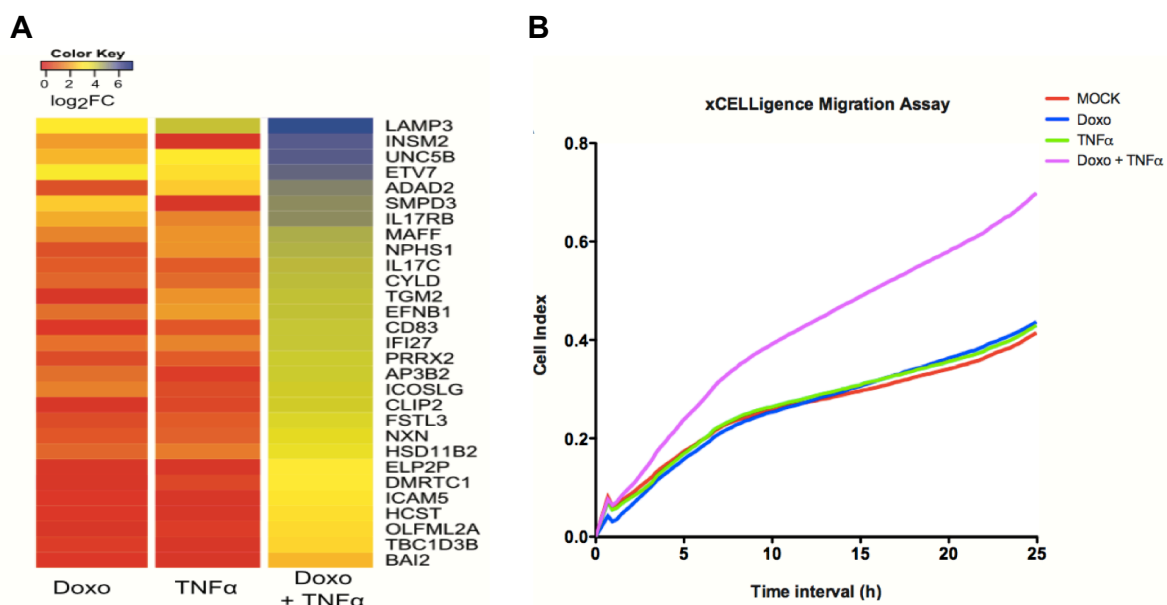 A
Color Key
0 2 4 6
log2FC
LAMP3
INSM2
UNC5B
ETV7
ADAD2
SMPD3
IL17RB
MAFF
NPHS1
IL17C
CYLD
TGM2
EFNB1
CD83
IFI27
PRRX2
AP3B2
ICOSLG
CLIP2
FSTL3
NXN
HSD11B2
ELP2P
DMRTC1
ICAM5
HCST
OLFML2A
TBC1D3B
BAI2
Doxo
TNFα
Doxo
+ TNFα
B
xCELLigence Migration Assay
MOCK
Doxo
TNFα
Doxo + TNFα
Cell Index
0.8
0.6
0.4
0.2
0.0
0 5 10 15 20 25
Time interval (h)